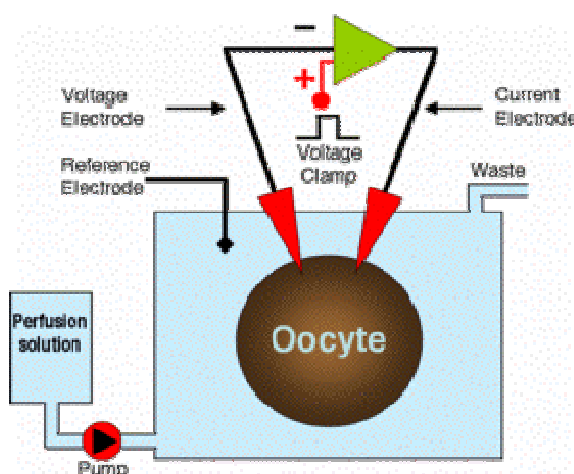 −
+
Voltage
Electrode
Current
Electrode
Voltage
Clamp
Reference
Electrode
Waste
Perfusion
solution
Oocyte
Pump